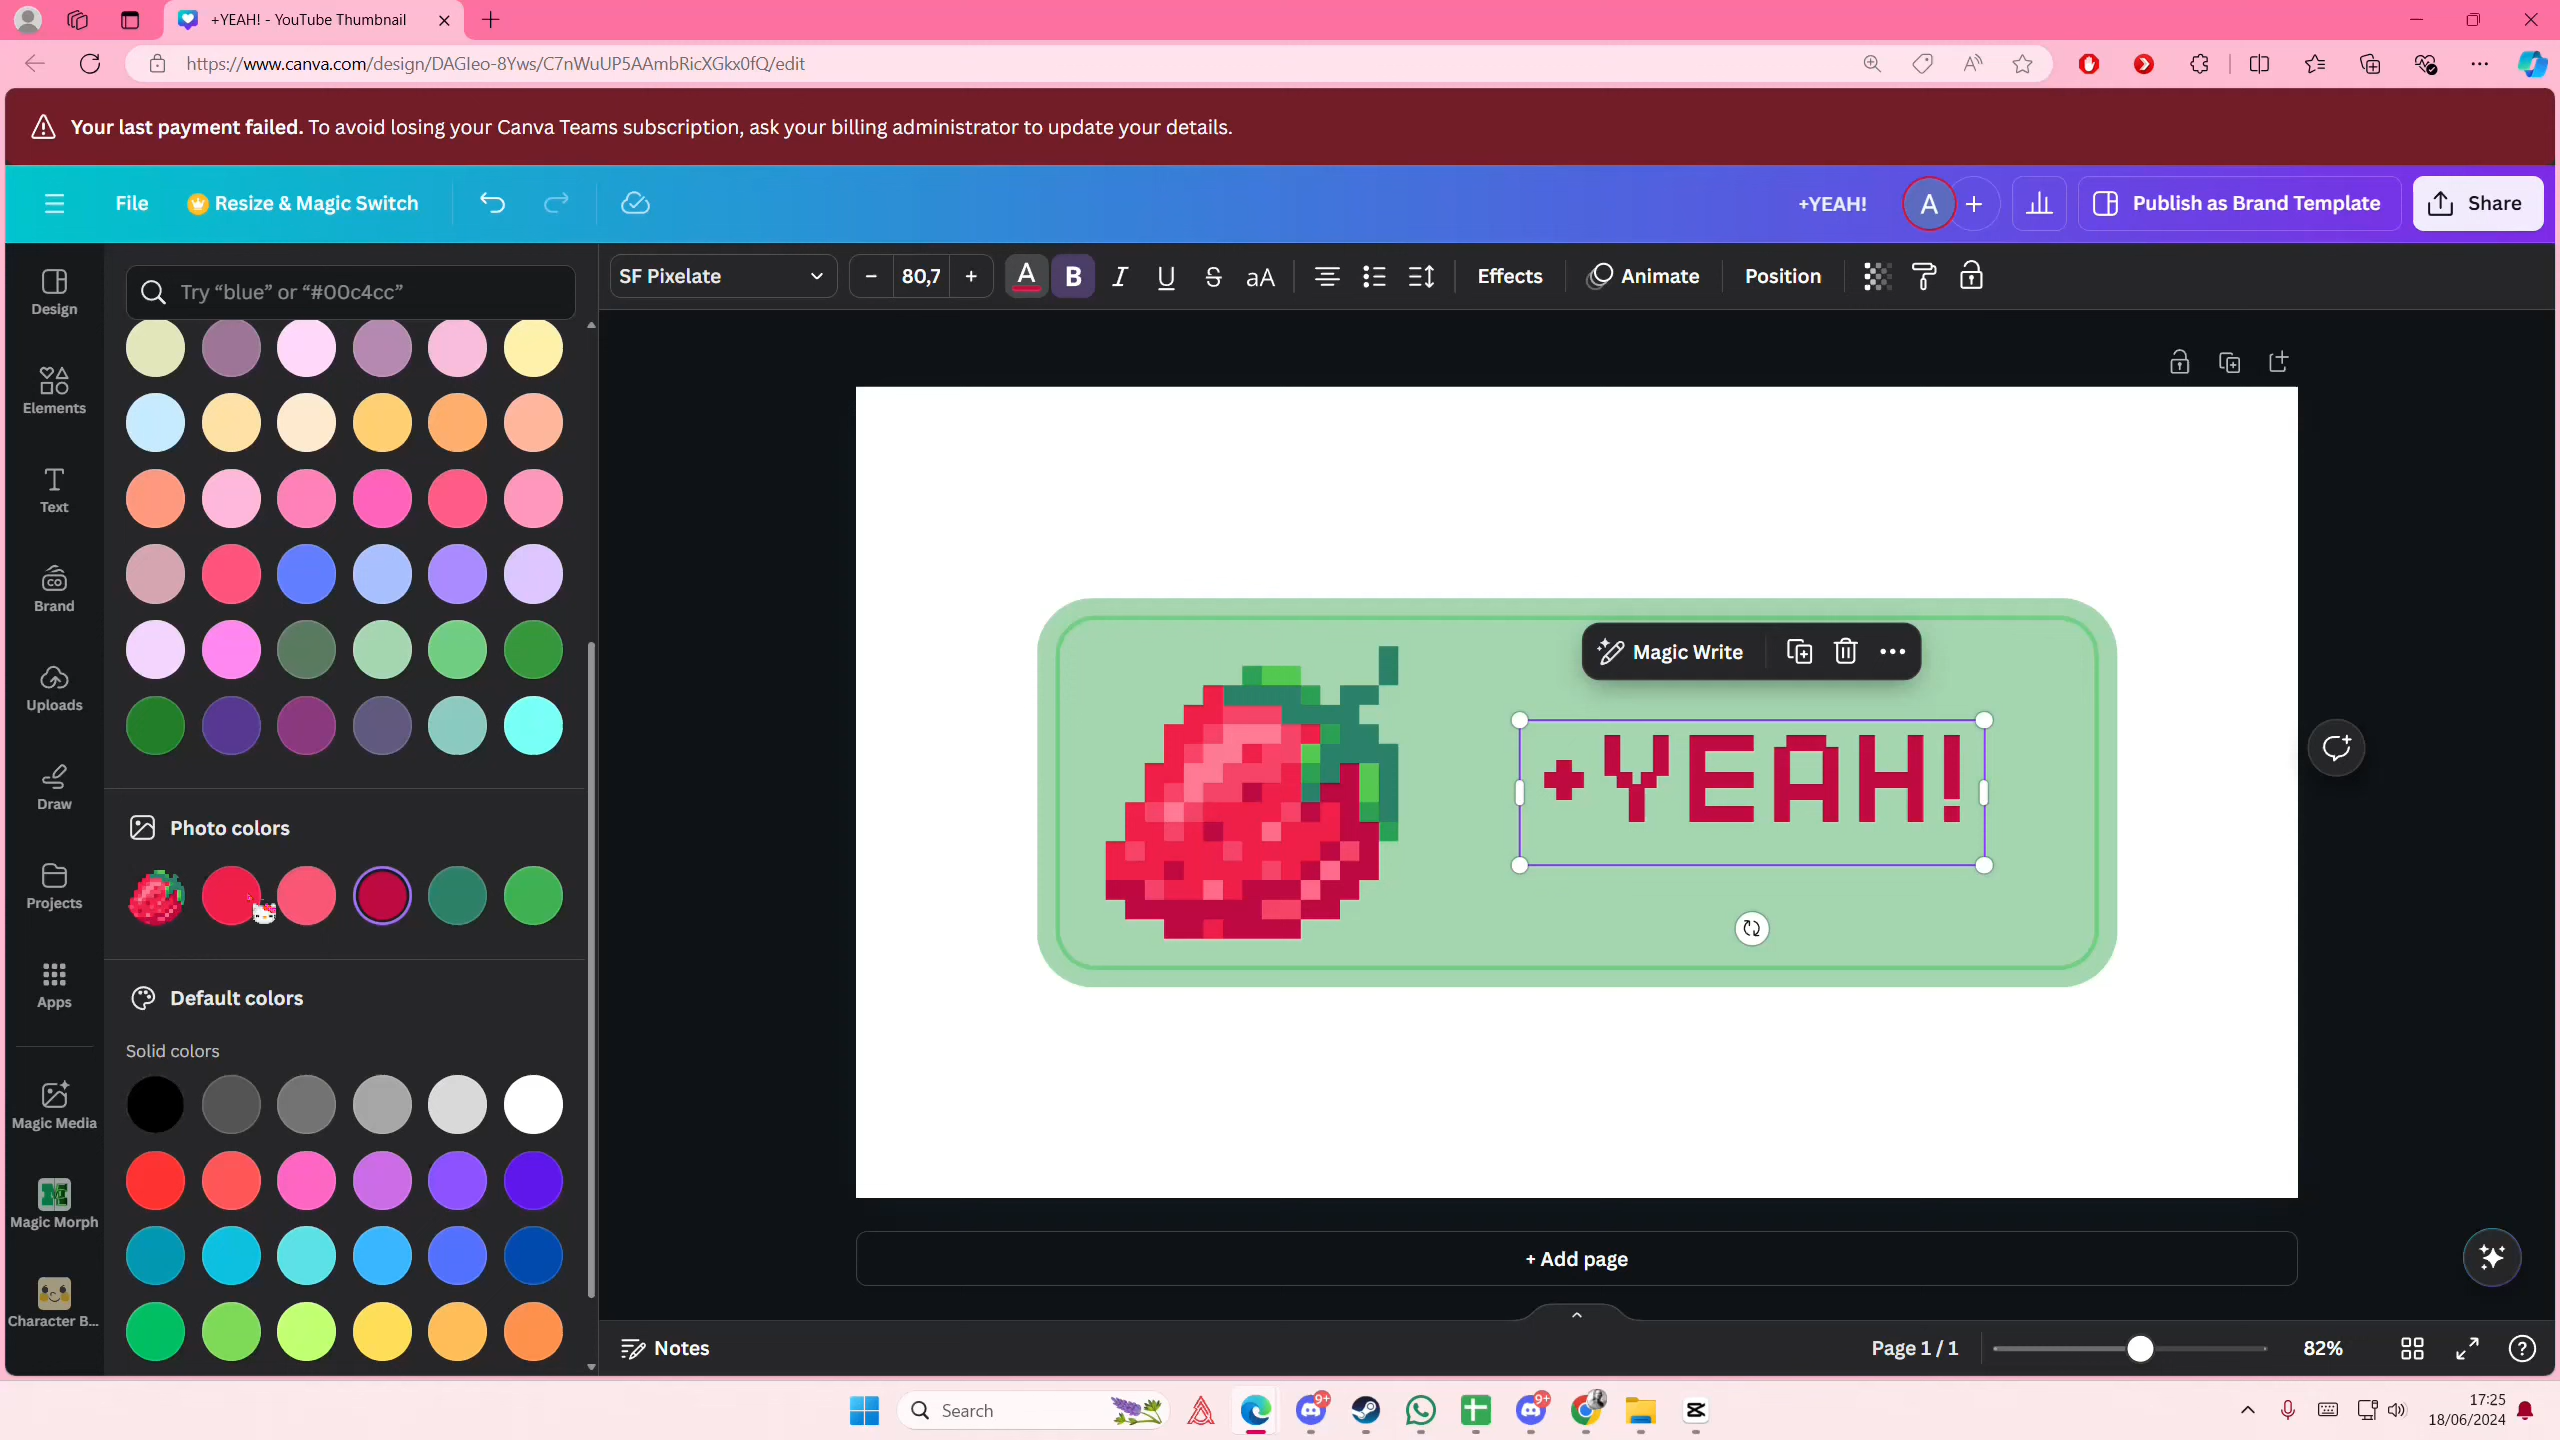 +YEAH! - YouTube Thumbnail
https://www.canva.com/design/DAGIeo-8Yws/C7nWuUP5AAmbRicXGkx0fQ/edit
Your last payment failed. To avoid losing your Canva Teams subscription, ask your billing administrator to update your details.
File
Resize & Magic Switch
+YEAH!
A
Publish as Brand Template
Share
Design
Elements
Text
Brand
Uploads
Draw
Projects
Apps
Magic Media
Magic Morph
Character B...
Try “blue” or “#00c4cc”
SF Pixelate
80,7
A
B
I
U
S
aA
Effects
Animate
Position
Magic Write
+YEAH!
Photo colors
Default colors
Solid colors
+ Add page
Notes
Page 1 / 1
82%
Search
9+
9+
17:25
18/06/2024